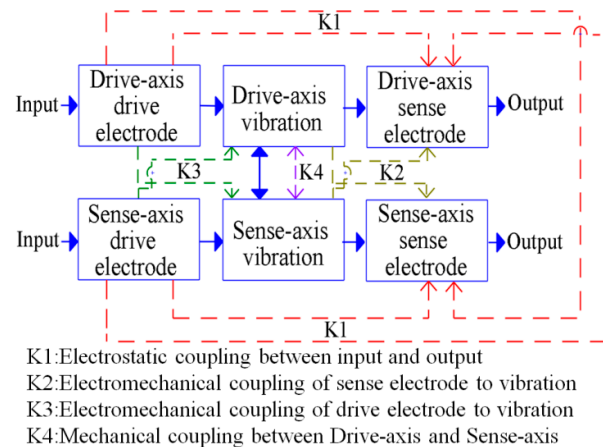 K1
Drive-axis
drive
electrode
Drive-axis
vibration
Drive-axis
sense
electrode
Input
Output
K3
K4
K2
Sense-axis
drive
electrode
Sense-axis
vibration
Sense-axis
sense
electrode
Input
Output
K1
K1:Electrostatic coupling between input and output
K2:Electromechanical coupling of sense electrode to vibration
K3:Electromechanical coupling of drive electrode to vibration
K4:Mechanical coupling between Drive-axis and Sense-axis